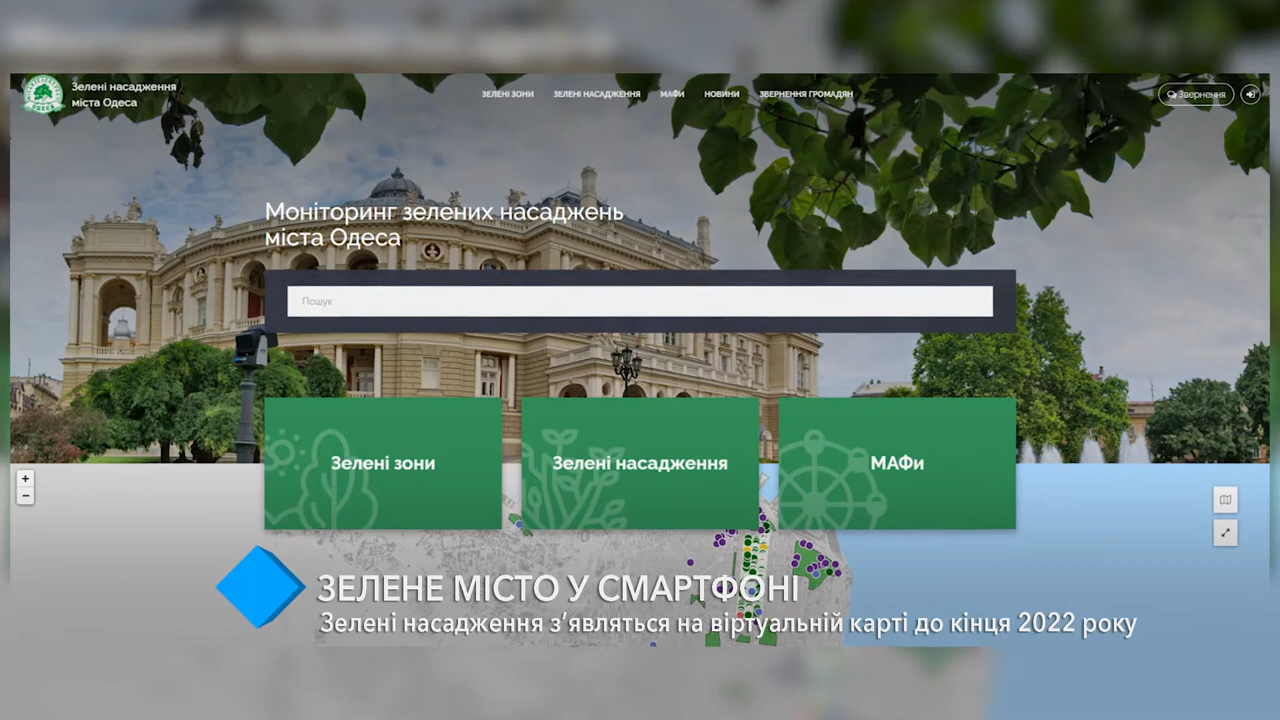 Зелені насадження
міста Одеса
ЗЕЛЕНІ ЗОНИ ЗЕЛЕНІ НАСАДЖЕННЯ МАФИ НОВИНИ ЗВЕРНЕННЯ ГРОМАДЯН
Звернення
Моніторинг зелених насаджень
міста Одеса
Пошук
Зелені зони
Зелені насадження
МАФи
+
−
ЗЕЛЕНЕ МІСТО У СМАРТФОНІ
Зелені насадження з’являться на віртуальній карті до кінця 2022 року